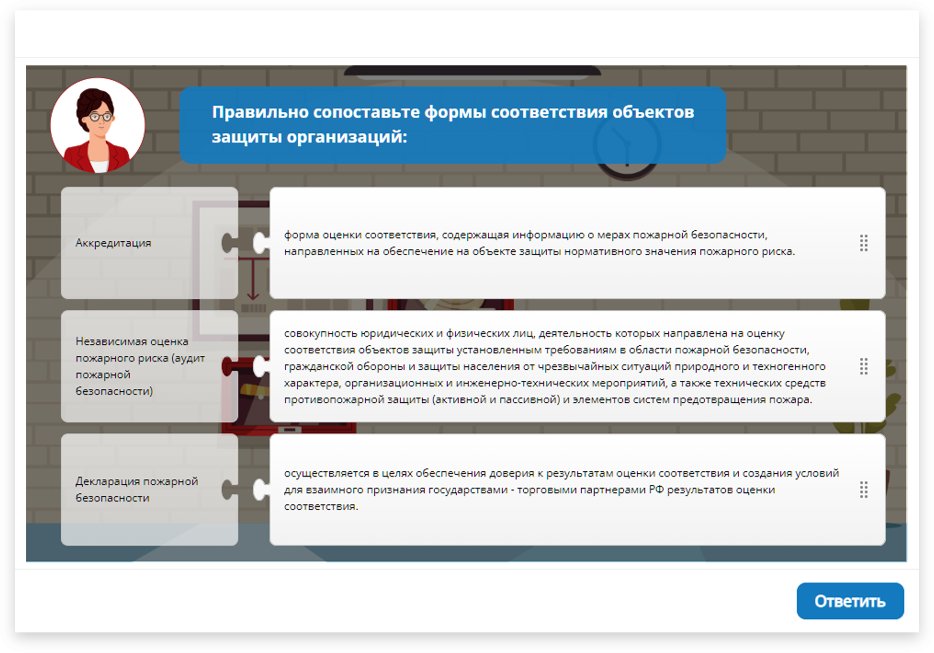 Правильно сопоставьте формы соответствия объектов
защиты организаций:
Аккредитация
форма оценки соответствия, содержащая информацию о мерах пожарной безопасности,
направленных на обеспечение на объекте защиты нормативного значения пожарного риска.
Независимая оценка
пожарного риска (аудит
пожарной
безопасности)
совокупность юридических и физических лиц, деятельность которых направлена на оценку
соответствия объектов защиты установленным требованиям в области пожарной безопасности,
гражданской обороны и защиты населения от чрезвычайных ситуаций природного и техногенного
характера, организационных и инженерно-технических мероприятий, а также технических средств
противопожарной защиты (активной и пассивной) и элементов систем предотвращения пожара.
Декларация пожарной
безопасности
осуществляется в целях обеспечения доверия к результатам оценки соответствия и создания условий
для взаимного признания государствами - торговыми партнерами РФ результатов оценки
соответствия.
Ответить